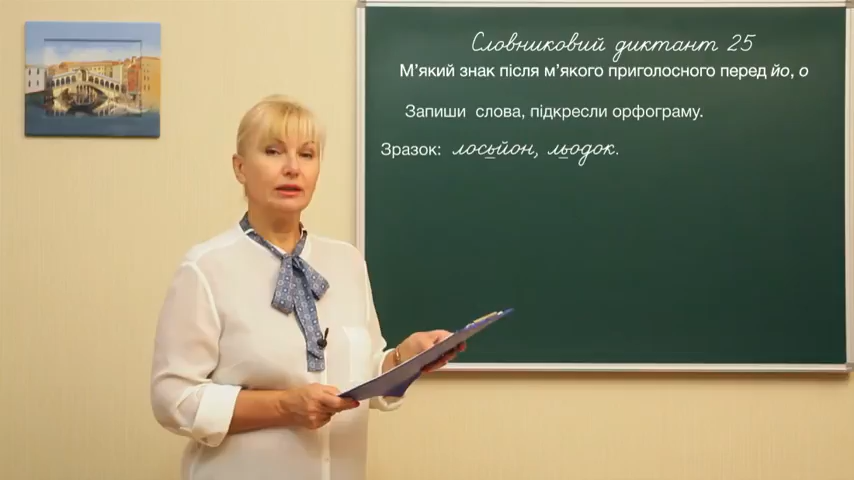 Словниковий диктант 25
М’який знак після м’якого приголосного перед йо, о
Запиши слова, підкресли орфограму.
Зразок: лосьйон, льодок.